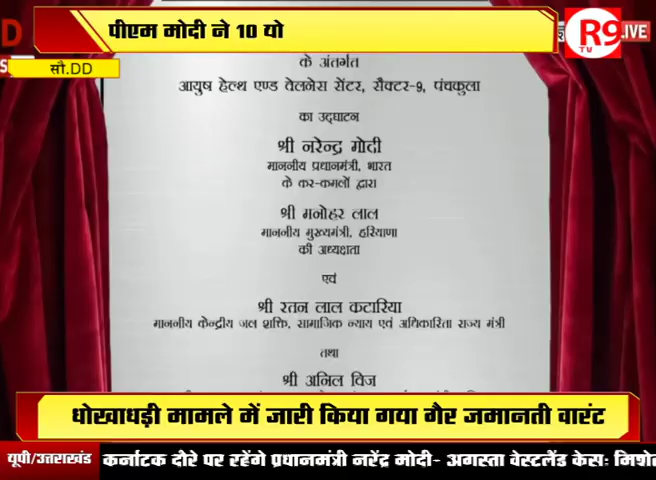 पीएम मोदी ने 10 यो
R9
TV
LIVE
सौ.DD
के अंतर्गत
आयुष हेल्थ एण्ड वेलनेस सेंटर, सैक्टर-9, पंचकुला
का उद्घाटन
श्री नरेन्द्र मोदी
माननीय प्रधानमंत्री, भारत
के कर-कमलों द्वारा
श्री मनोहर लाल
माननीय मुख्यमंत्री, हरियाणा
की अध्यक्षता
एवं
श्री रतन लाल कटारिया
माननीय केन्द्रीय जल शक्ति, सामाजिक न्याय एवं अधिकारिता राज्य मंत्री
तथा
श्री अनिल विज
धोखाधड़ी मामले में जारी किया गया गैर जमानती वारंट
यूपी/उत्तराखंड
कर्नाटक दौरे पर रहेंगे प्रधानमंत्री नरेंद्र मोदी- अगस्ता वेस्टलैंड केसः मिशे